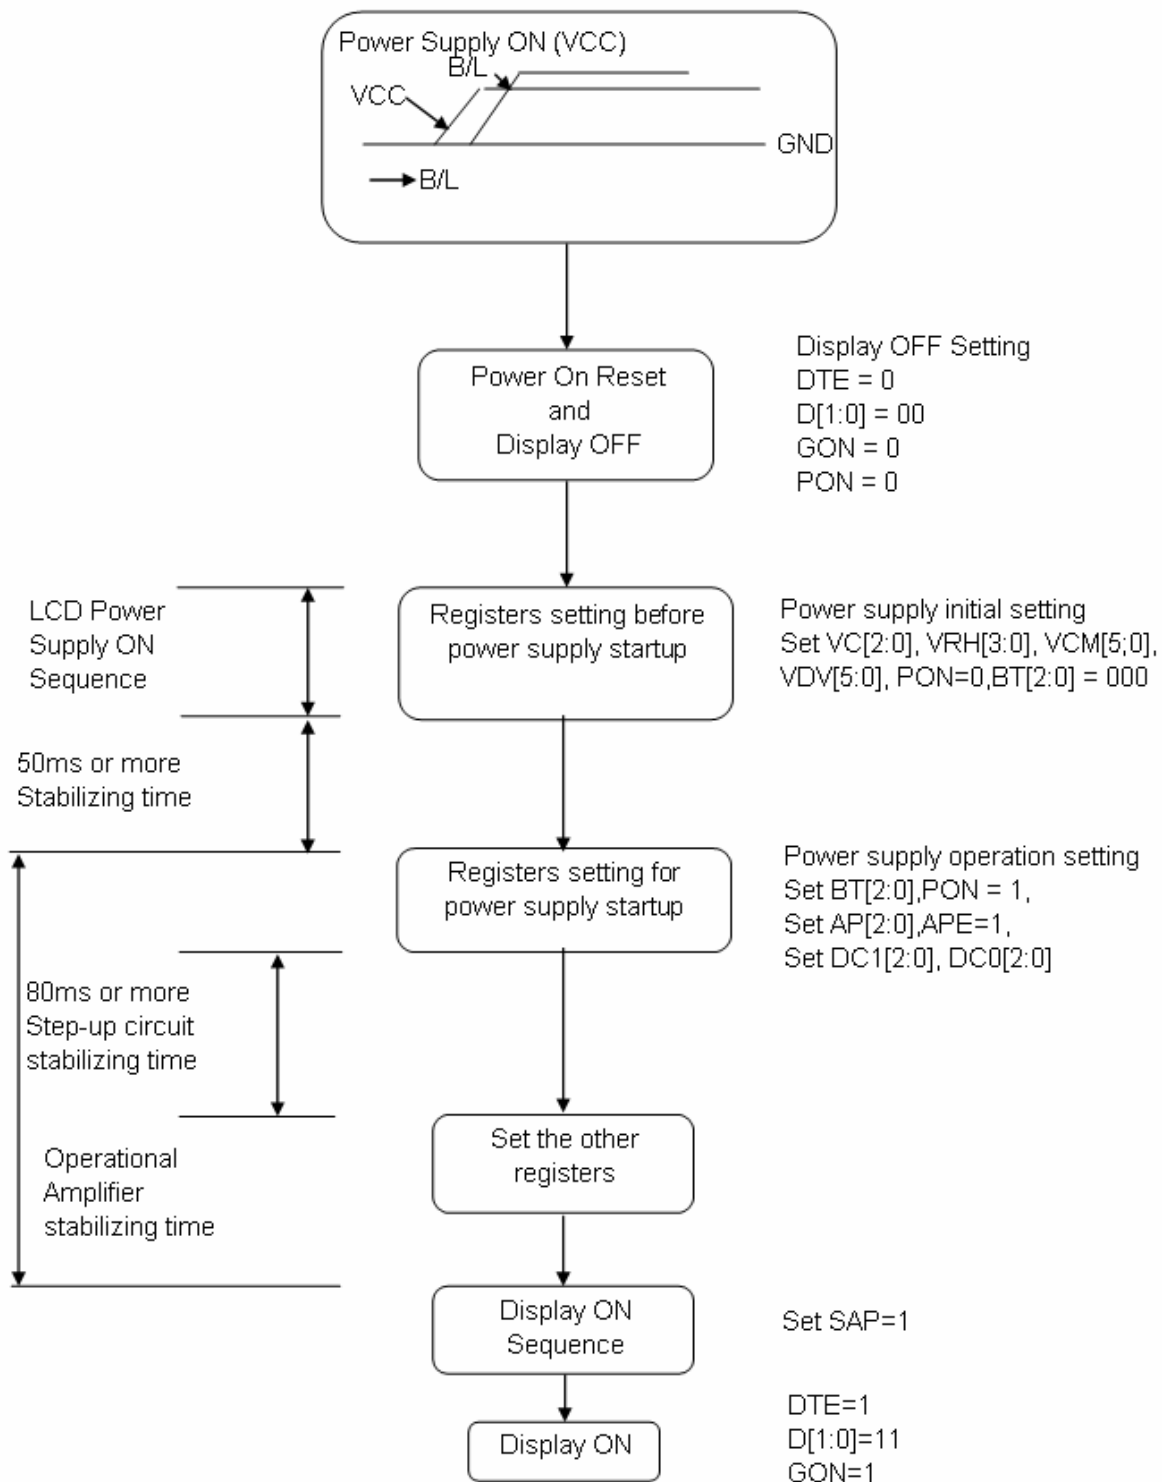 Power Supply ON (VCC)
B/L
VCC
GND
B/L
Power On Reset
and
Display OFF
Display OFF Setting
DTE = 0
D[1:0] = 00
GON = 0
PON = 0
LCD Power
Supply ON
Sequence
Registers setting before
power supply startup
Power supply initial setting
Set VC[2:0], VRH[3:0], VCM[5;0],
VDV[5:0], PON=0,BT[2:0] = 000
50ms or more
Stabilizing time
Registers setting for
power supply startup
Power supply operation setting
Set BT[2:0],PON = 1,
Set AP[2:0],APE=1,
Set DC1[2:0], DC0[2:0]
80ms or more
Step-up circuit
stabilizing time
Set the other
registers
Operational
Amplifier
stabilizing time
Display ON
Sequence
Set SAP=1
Display ON
DTE=1
D[1:0]=11
GON=1